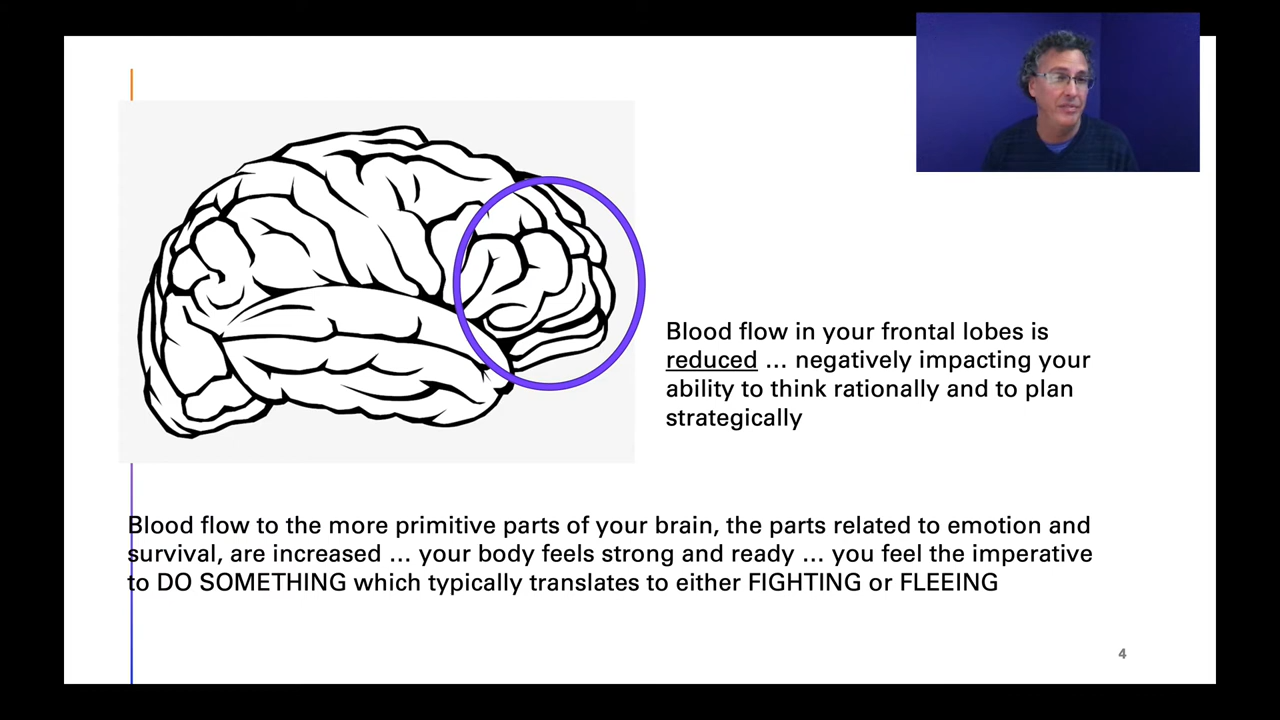 Blood flow in your frontal lobes is
reduced ... negatively impacting your
ability to think rationally and to plan
strategically
Blood flow to the more primitive parts of your brain, the parts related to emotion and
survival, are increased ... your body feels strong and ready ... you feel the imperative
to DO SOMETHING which typically translates to either FIGHTING or FLEEING
4